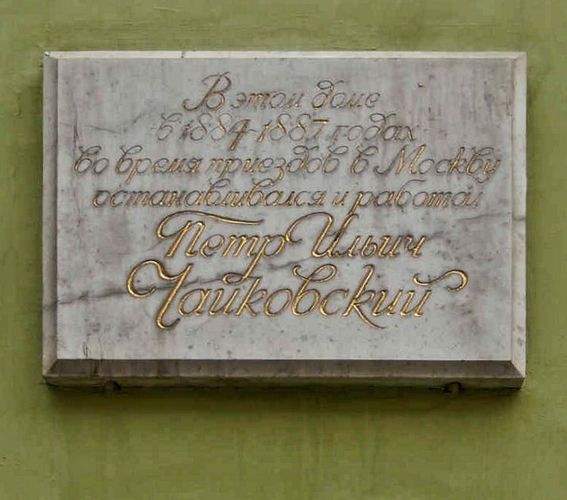 В этом доме
в 1884-1887 годах
во время приездов в Москву
останавливался и работал
Петр Ильич
Чайковский